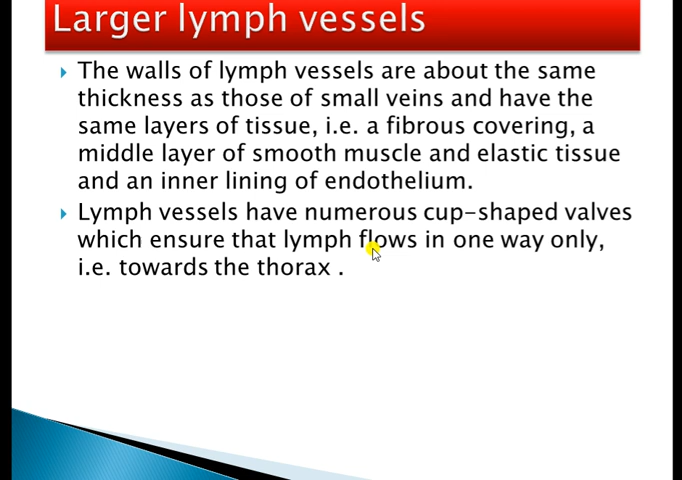 Larger lymph vessels
The walls of lymph vessels are about the same
thickness as those of small veins and have the
same layers of tissue, i.e. a fibrous covering, a
middle layer of smooth muscle and elastic tissue
and an inner lining of endothelium.
Lymph vessels have numerous cup-shaped valves
which ensure that lymph flows in one way only,
i.e. towards the thorax .